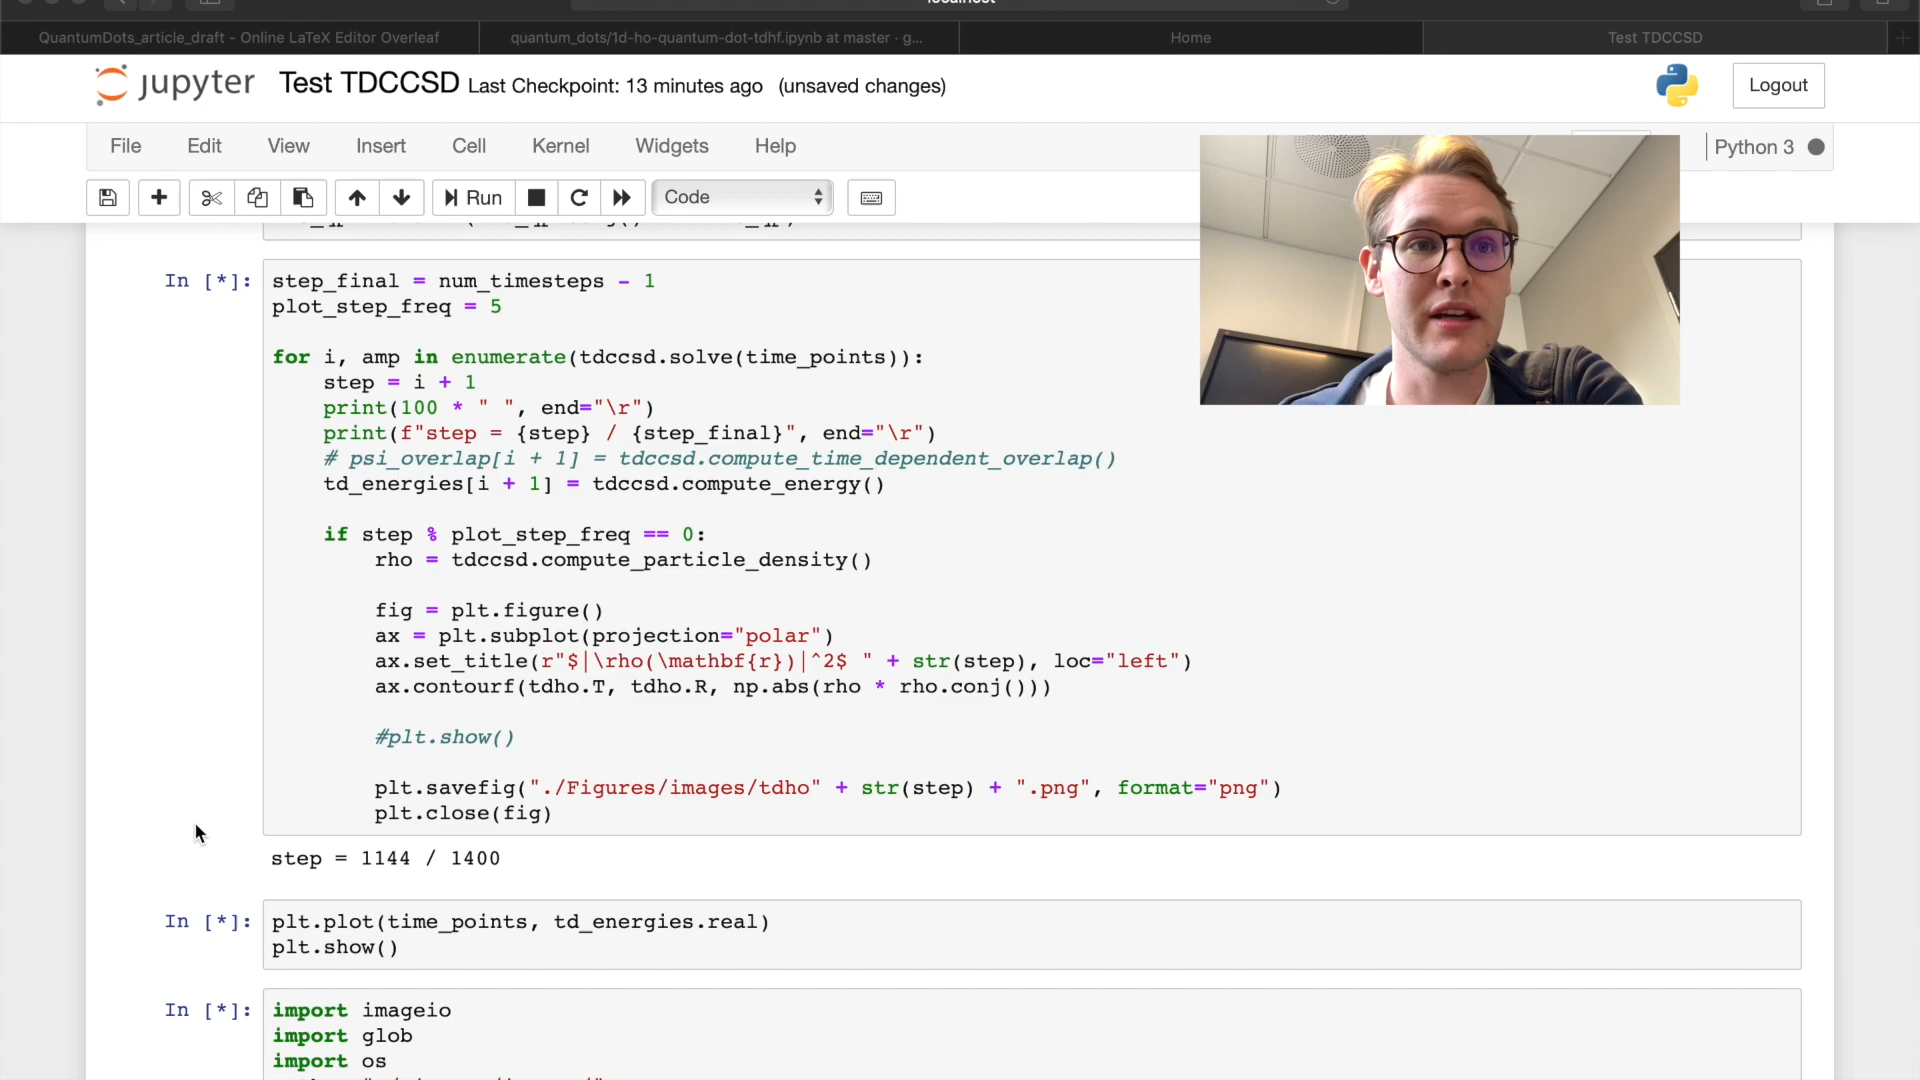 localhost
QuantumDots_article_draft - Online LaTeX Editor Overleaf
quantum_dots/1d-ho-quantum-dot-tdhf.ipynb at master · g...
Home
Test TDCCSD
jupyter Test TDCCSD Last Checkpoint: 13 minutes ago (unsaved changes)
Logout
File Edit View Insert Cell Kernel Widgets Help
Python 3
Run
Code
In [*]:
step_final = num_timesteps - 1
plot_step_freq = 5
for i, amp in enumerate(tdccsd.solve(time_points)):
step = i + 1
print(100 * " ", end="\r")
print(f"step = {step} / {step_final}", end="\r")
# psi_overlap[i + 1] = tdccsd.compute_time_dependent_overlap()
td_energies[i + 1] = tdccsd.compute_energy()
if step % plot_step_freq == 0:
rho = tdccsd.compute_particle_density()
fig = plt.figure()
ax = plt.subplot(projection="polar")
ax.set_title(r"$|\rho(\mathbf{r})|^2$ " + str(step), loc="left")
ax.contourf(tdho.T, tdho.R, np.abs(rho * rho.conj()))
#plt.show()
plt.savefig("./Figures/images/tdho" + str(step) + ".png", format="png")
plt.close(fig)
step = 1144 / 1400
In [*]:
plt.plot(time_points, td_energies.real)
plt.show()
In [*]:
import imageio
import glob
import os